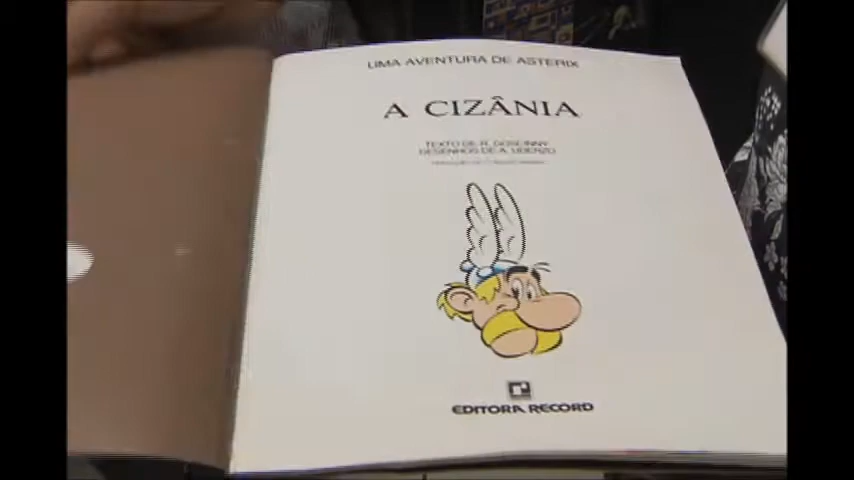 UMA AVENTURA DE ASTERIX
A CIZÂNIA
TEXTO DE R. GOSCINNY
DESENHOS DE A. UDERZO
r
EDITORA RECORD